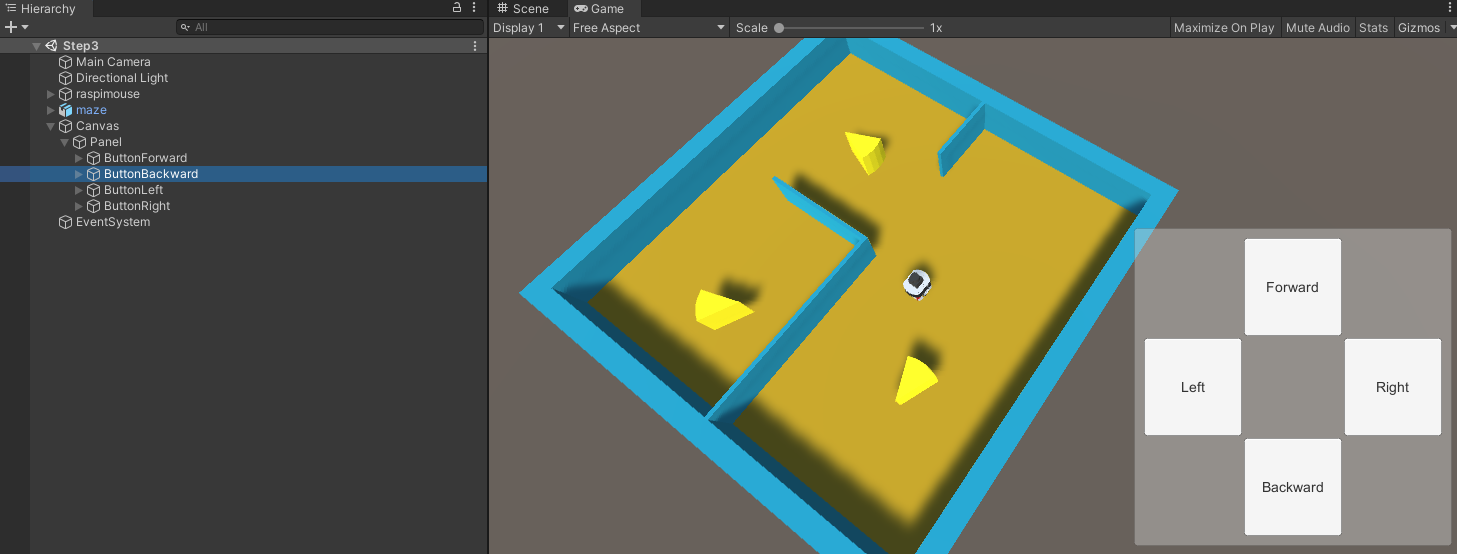 Hierarchy
All
Step3
Main Camera
Directional Light
raspimouse
maze
Canvas
Panel
ButtonForward
ButtonBackward
ButtonLeft
ButtonRight
EventSystem
Scene Game
Display 1 Free Aspect Scale 1x Maximize On Play Mute Audio Stats Gizmos
Forward
Left Right
Backward